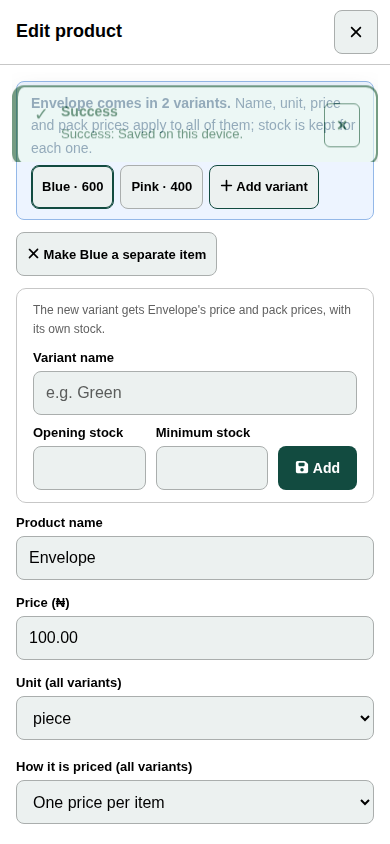 Edit product
Envelope comes in 2 variants. Name, unit, price
and pack prices apply to all of them; stock is kept for
each one.
✓ Success
Success: Saved on this device.
Blue · 600
Pink · 400
+ Add variant
✕ Make Blue a separate item
The new variant gets Envelope's price and pack prices, with
its own stock.
Variant name
e.g. Green
Opening stock
Minimum stock
Add
Product name
Envelope
Price (₦)
100.00
Unit (all variants)
piece
How it is priced (all variants)
One price per item